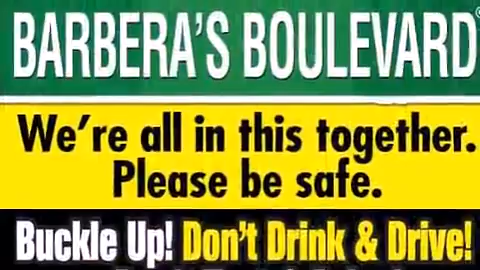 BARBERA'S BOULEVARD®
We're all in this together.
Please be safe.
Buckle Up! Don't Drink & Drive!